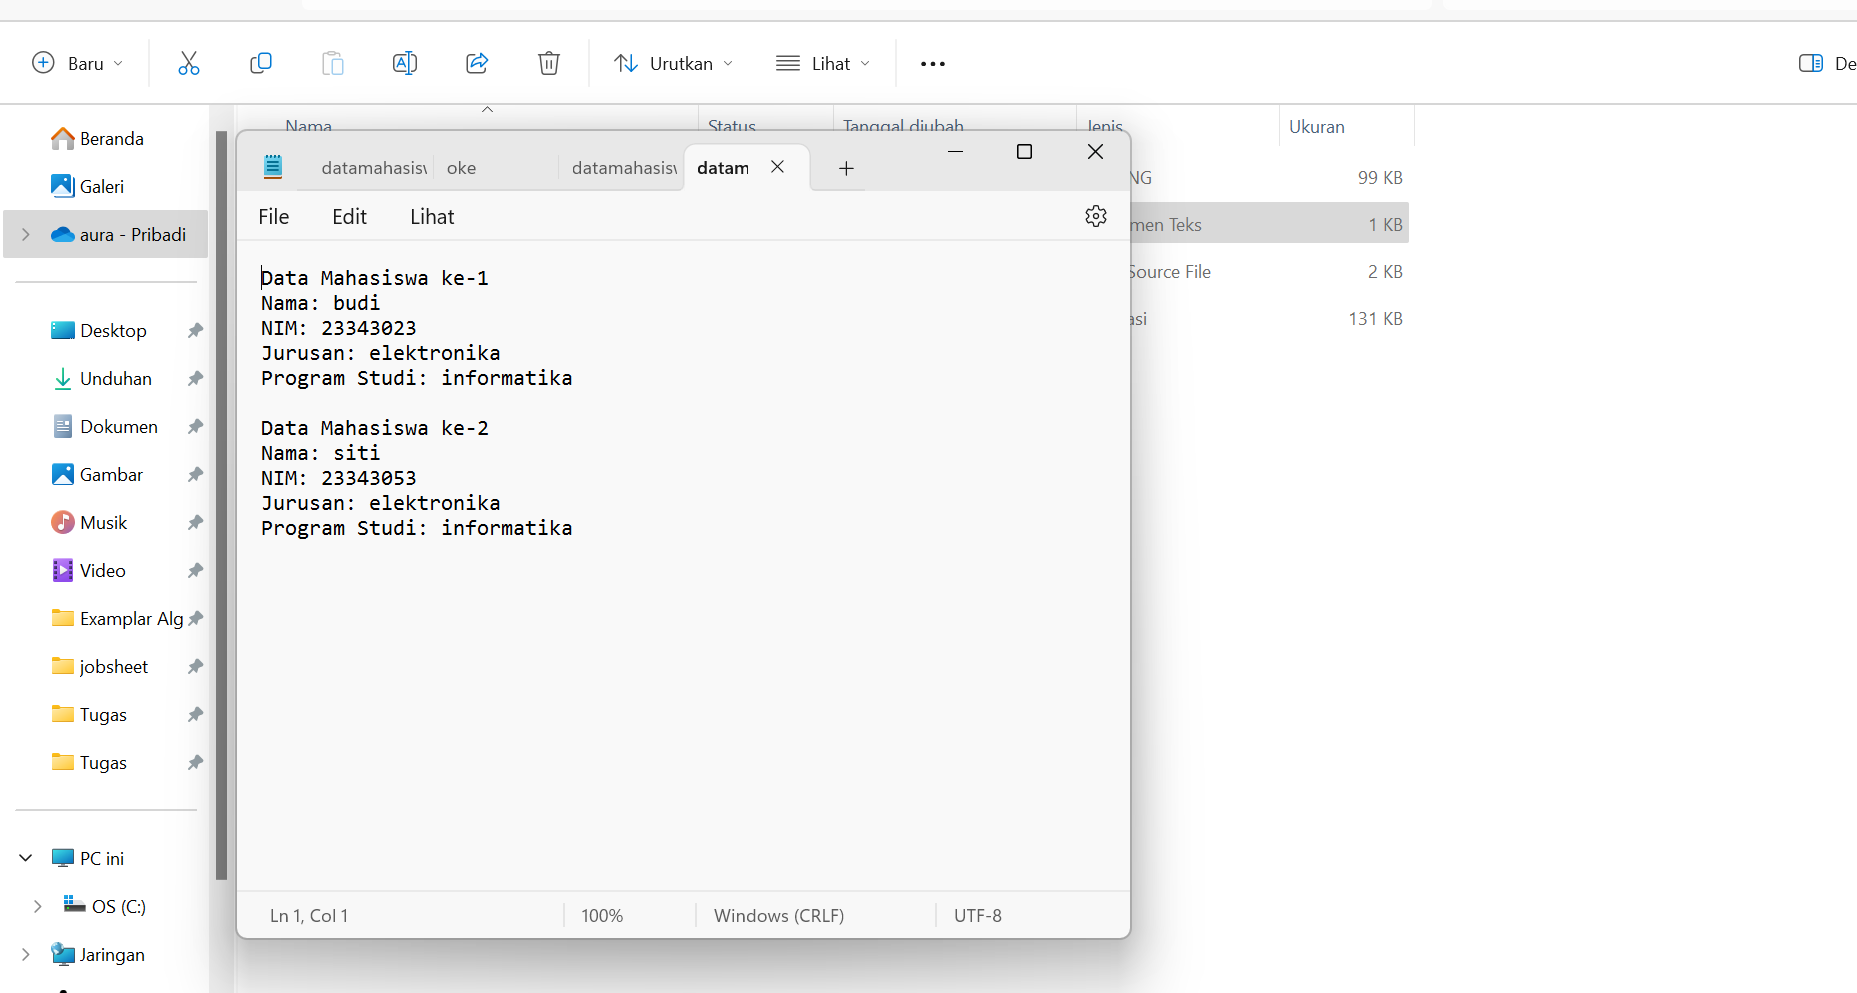 Baru
Urutkan
Lihat
De
Beranda
Galeri
aura - Pribadi
Desktop
Unduhan
Dokumen
Gambar
Musik
Video
Examplar Alg
jobsheet
Tugas
Tugas
PC ini
OS (C:)
Jaringan
Nama
Status
Tanggal diubah
Jenis
Ukuran
NG 99 KB
men Teks 1 KB
Source File 2 KB
asi 131 KB
datamahasisw
oke
datamahasisw
datam
File
Edit
Lihat
Data Mahasiswa ke-1
Nama: budi
NIM: 23343023
Jurusan: elektronika
Program Studi: informatika
Data Mahasiswa ke-2
Nama: siti
NIM: 23343053
Jurusan: elektronika
Program Studi: informatika
Ln 1, Col 1
100%
Windows (CRLF)
UTF-8